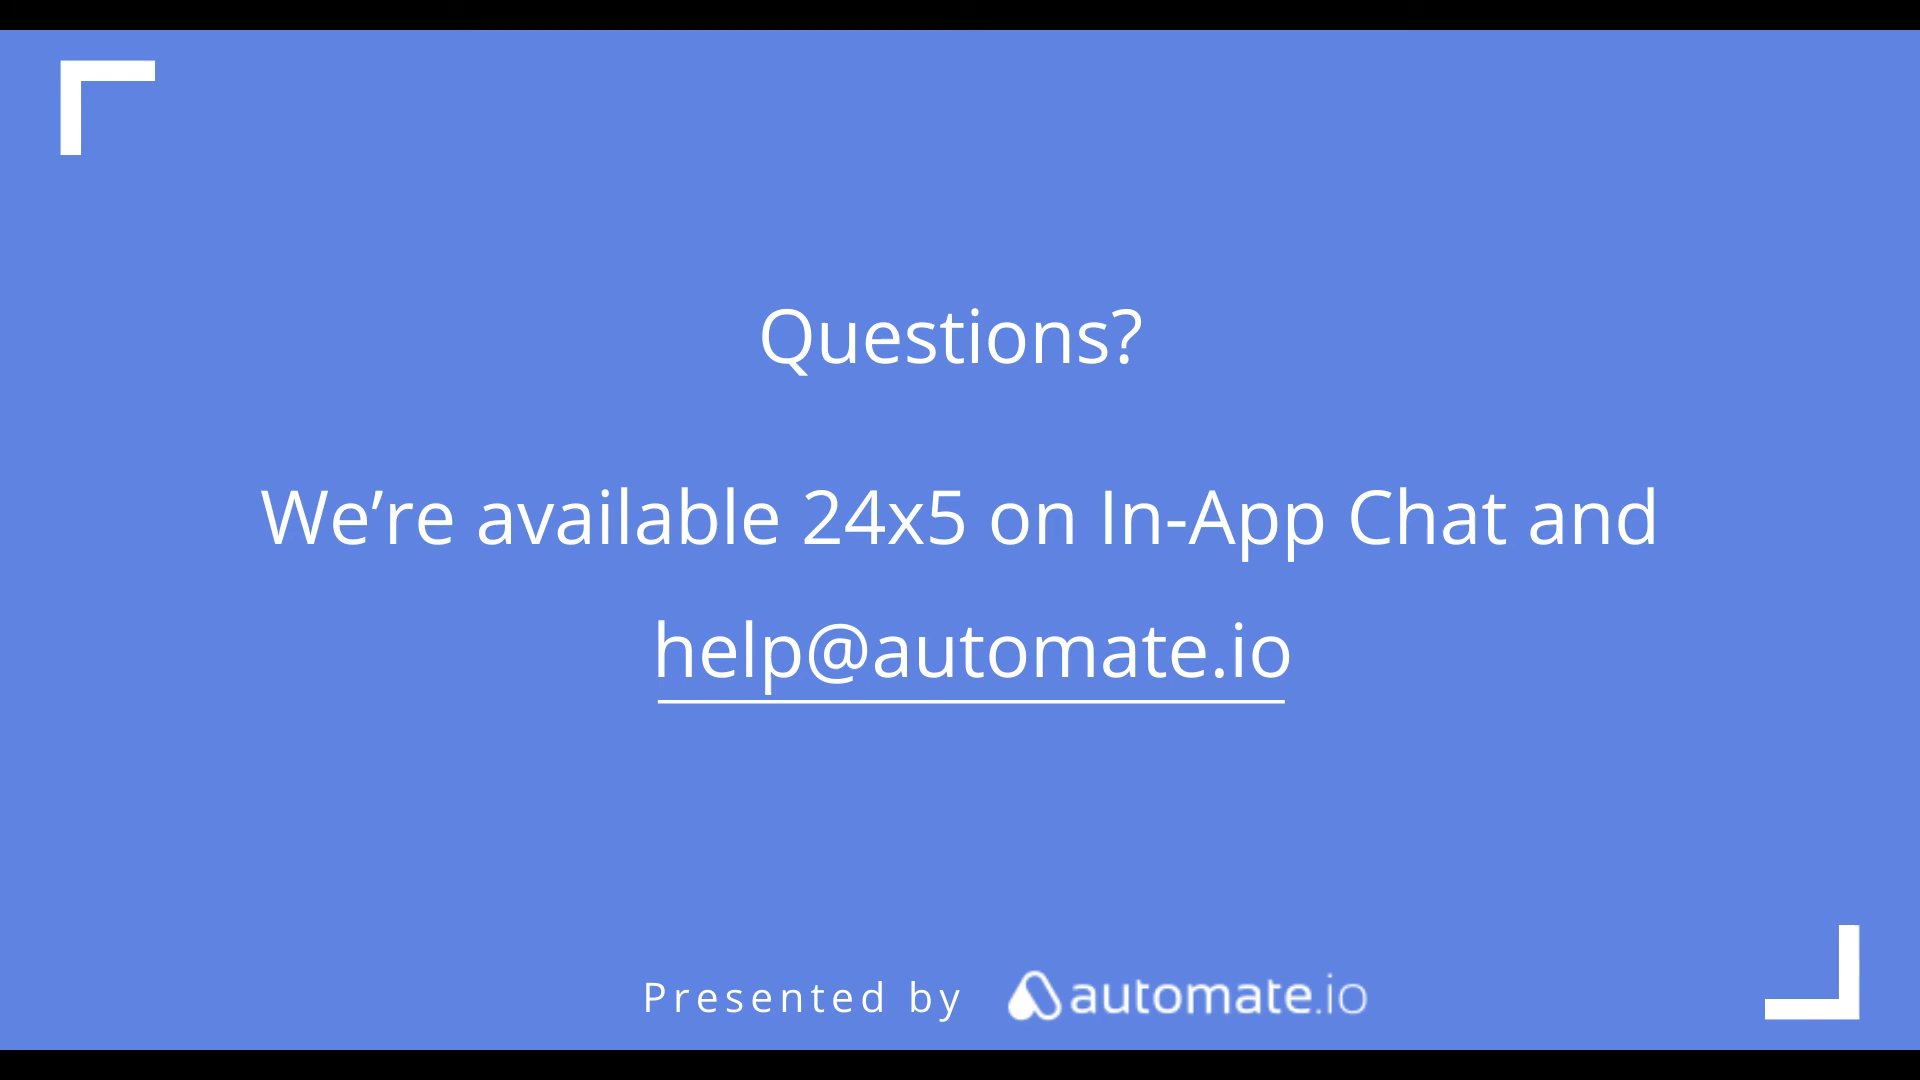 Questions?
We’re available 24x5 on In-App Chat and
help@automate.io
Presented by automate.io